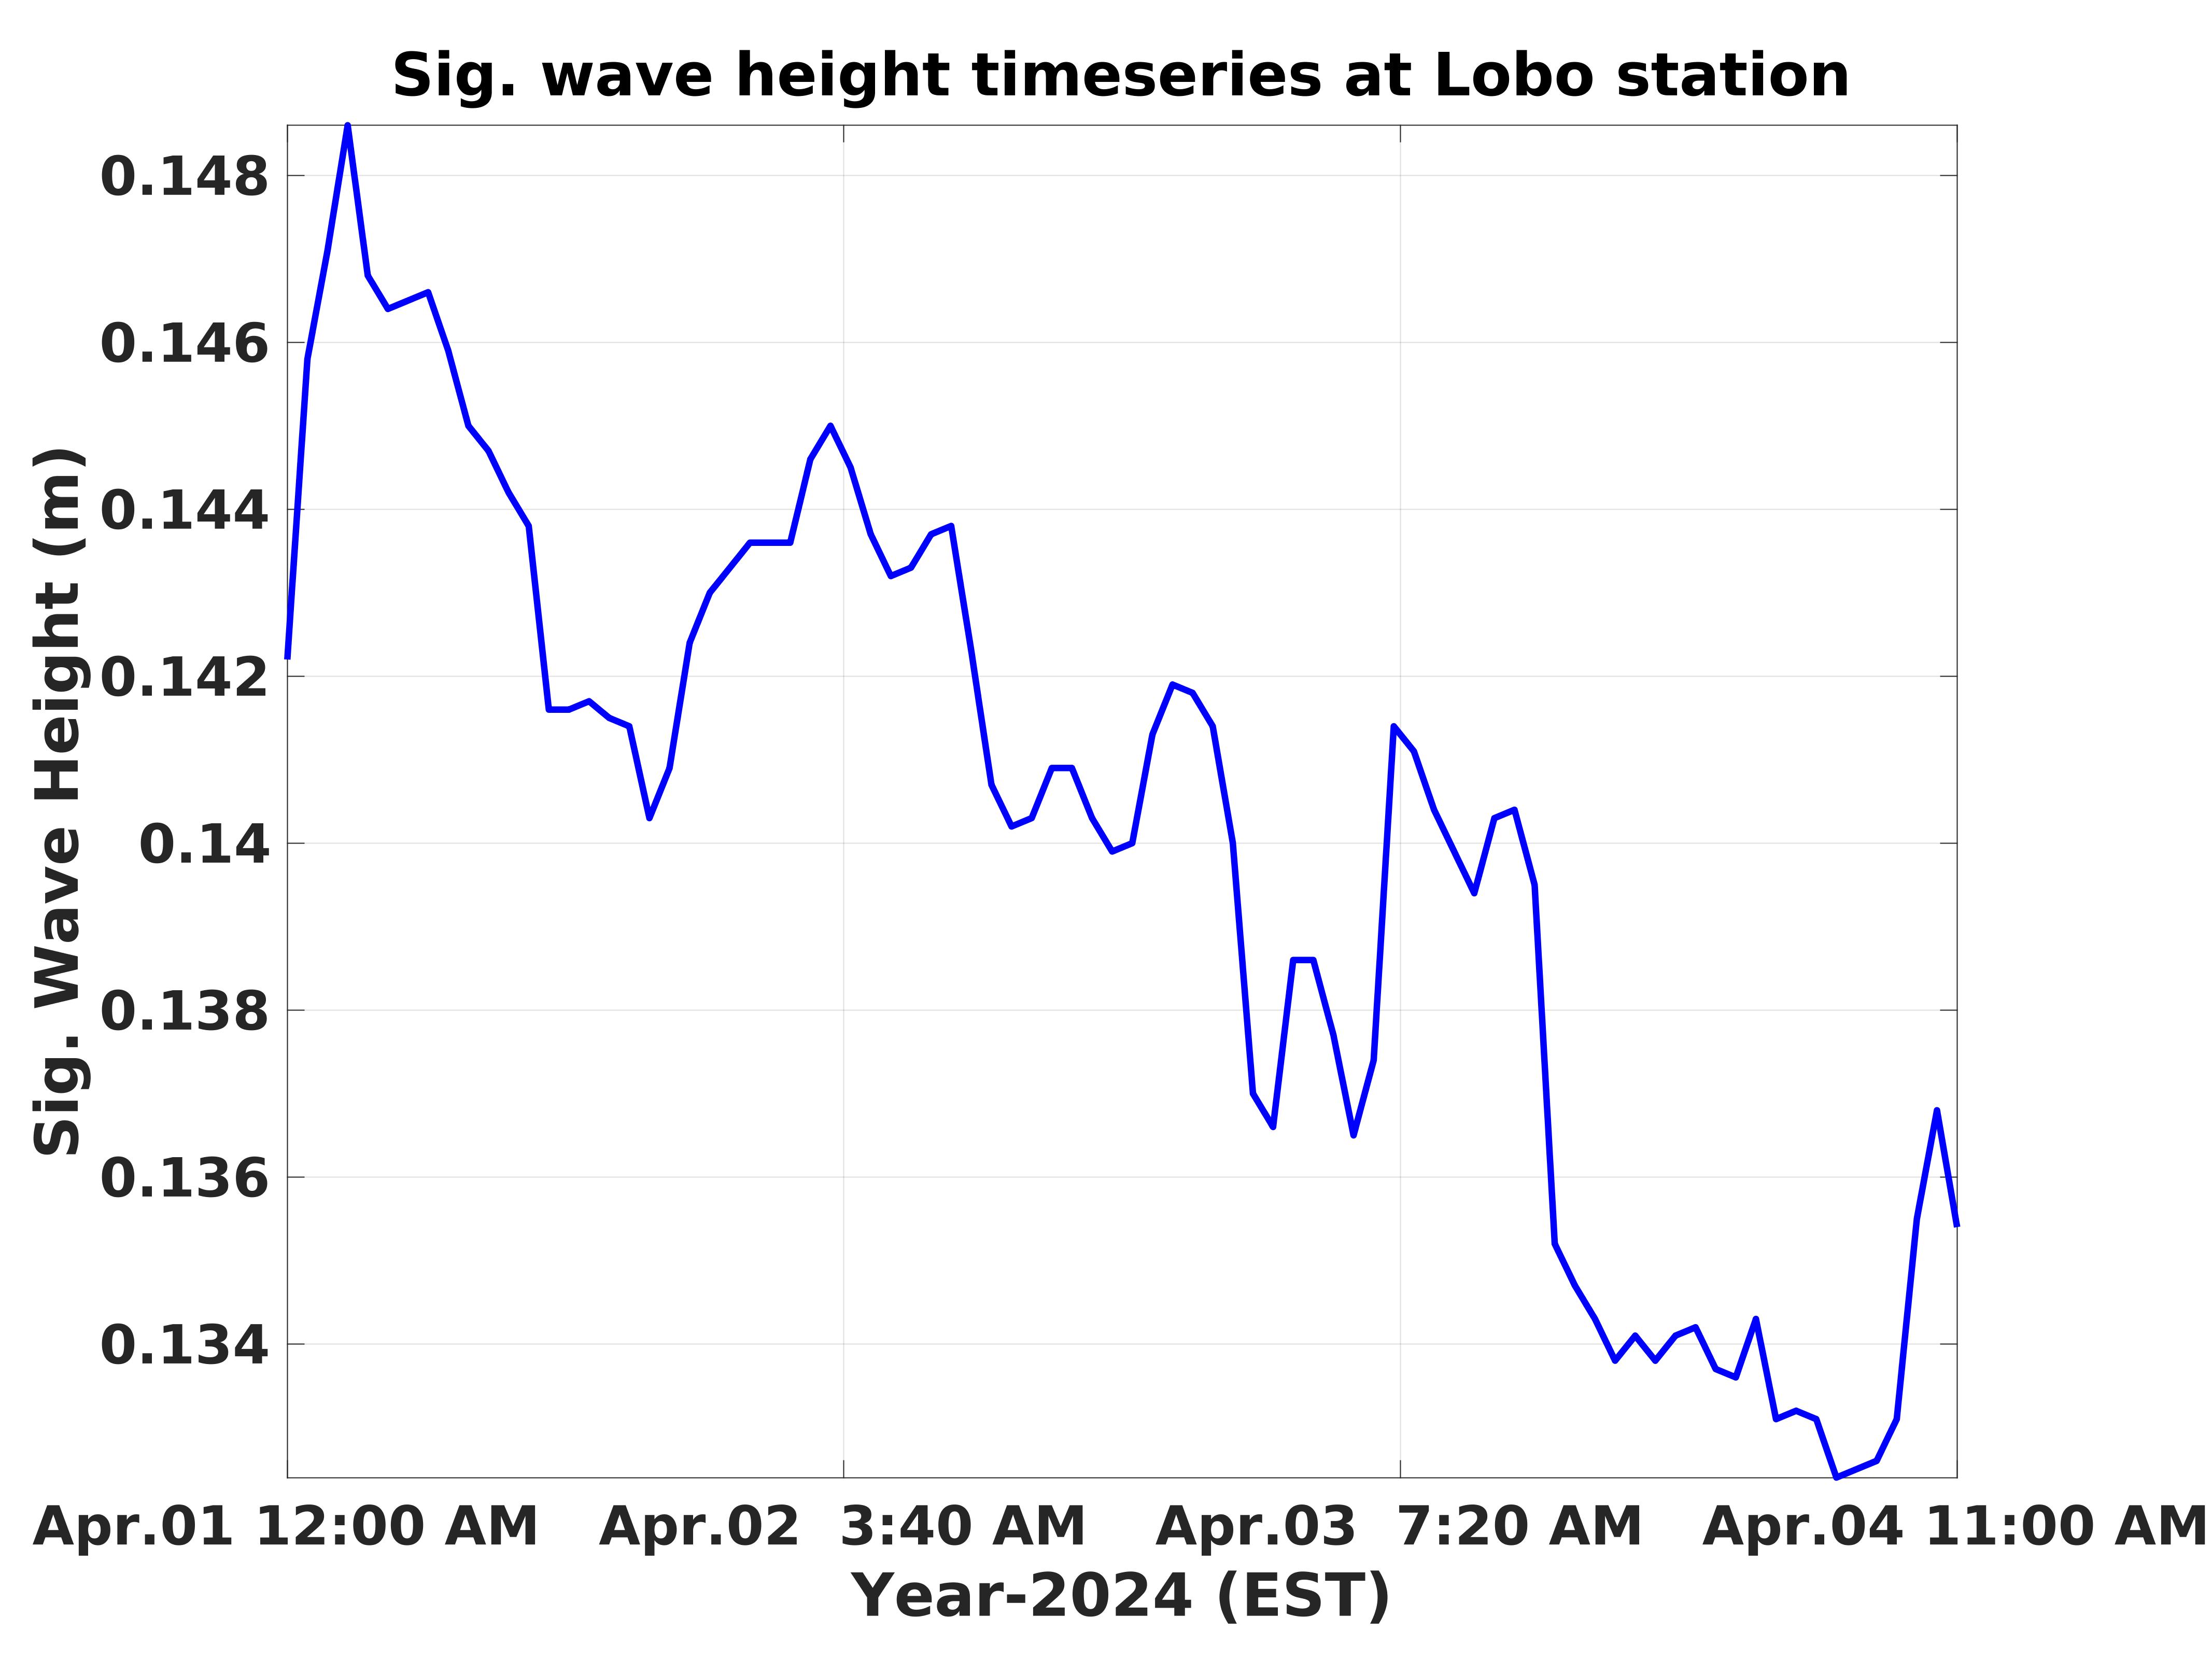 Sig. wave height timeseries at Lobo station
Sig. Wave Height (m)
0.148
0.146
0.144
0.142
0.14
0.138
0.136
0.134
Apr.01 12:00 AM Apr.02 3:40 AM Apr.03 7:20 AM Apr.04 11:00 AM
Year-2024 (EST)